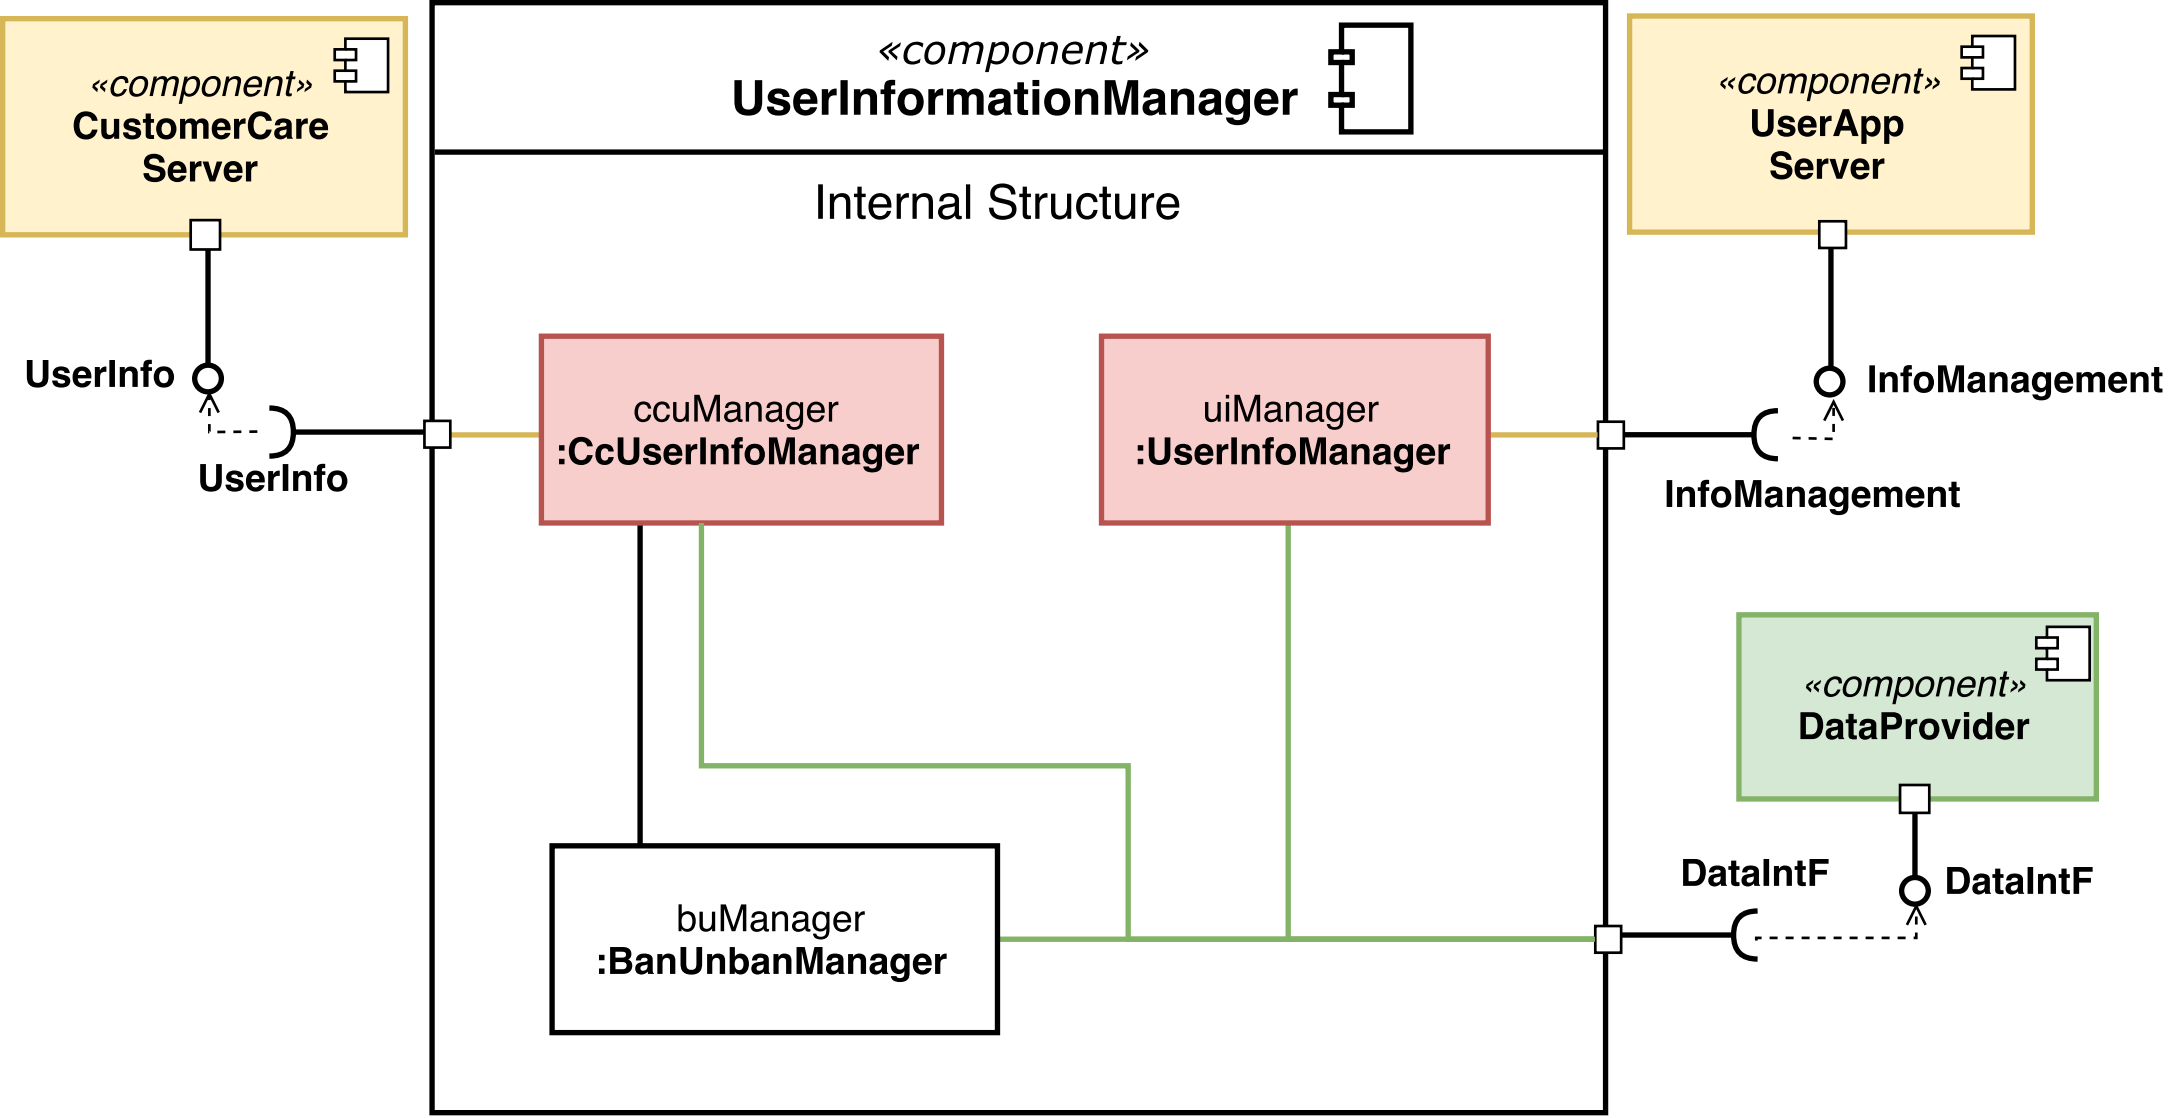 «component»
CustomerCare
Server
«component»
UserInformationManager
«component»
UserApp
Server
Internal Structure
UserInfo
UserInfo
ccuManager
:CcUserInfoManager
uiManager
:UserInfoManager
InfoManagement
InfoManagement
«component»
DataProvider
DataIntF
DataIntF
buManager
:BanUnbanManager